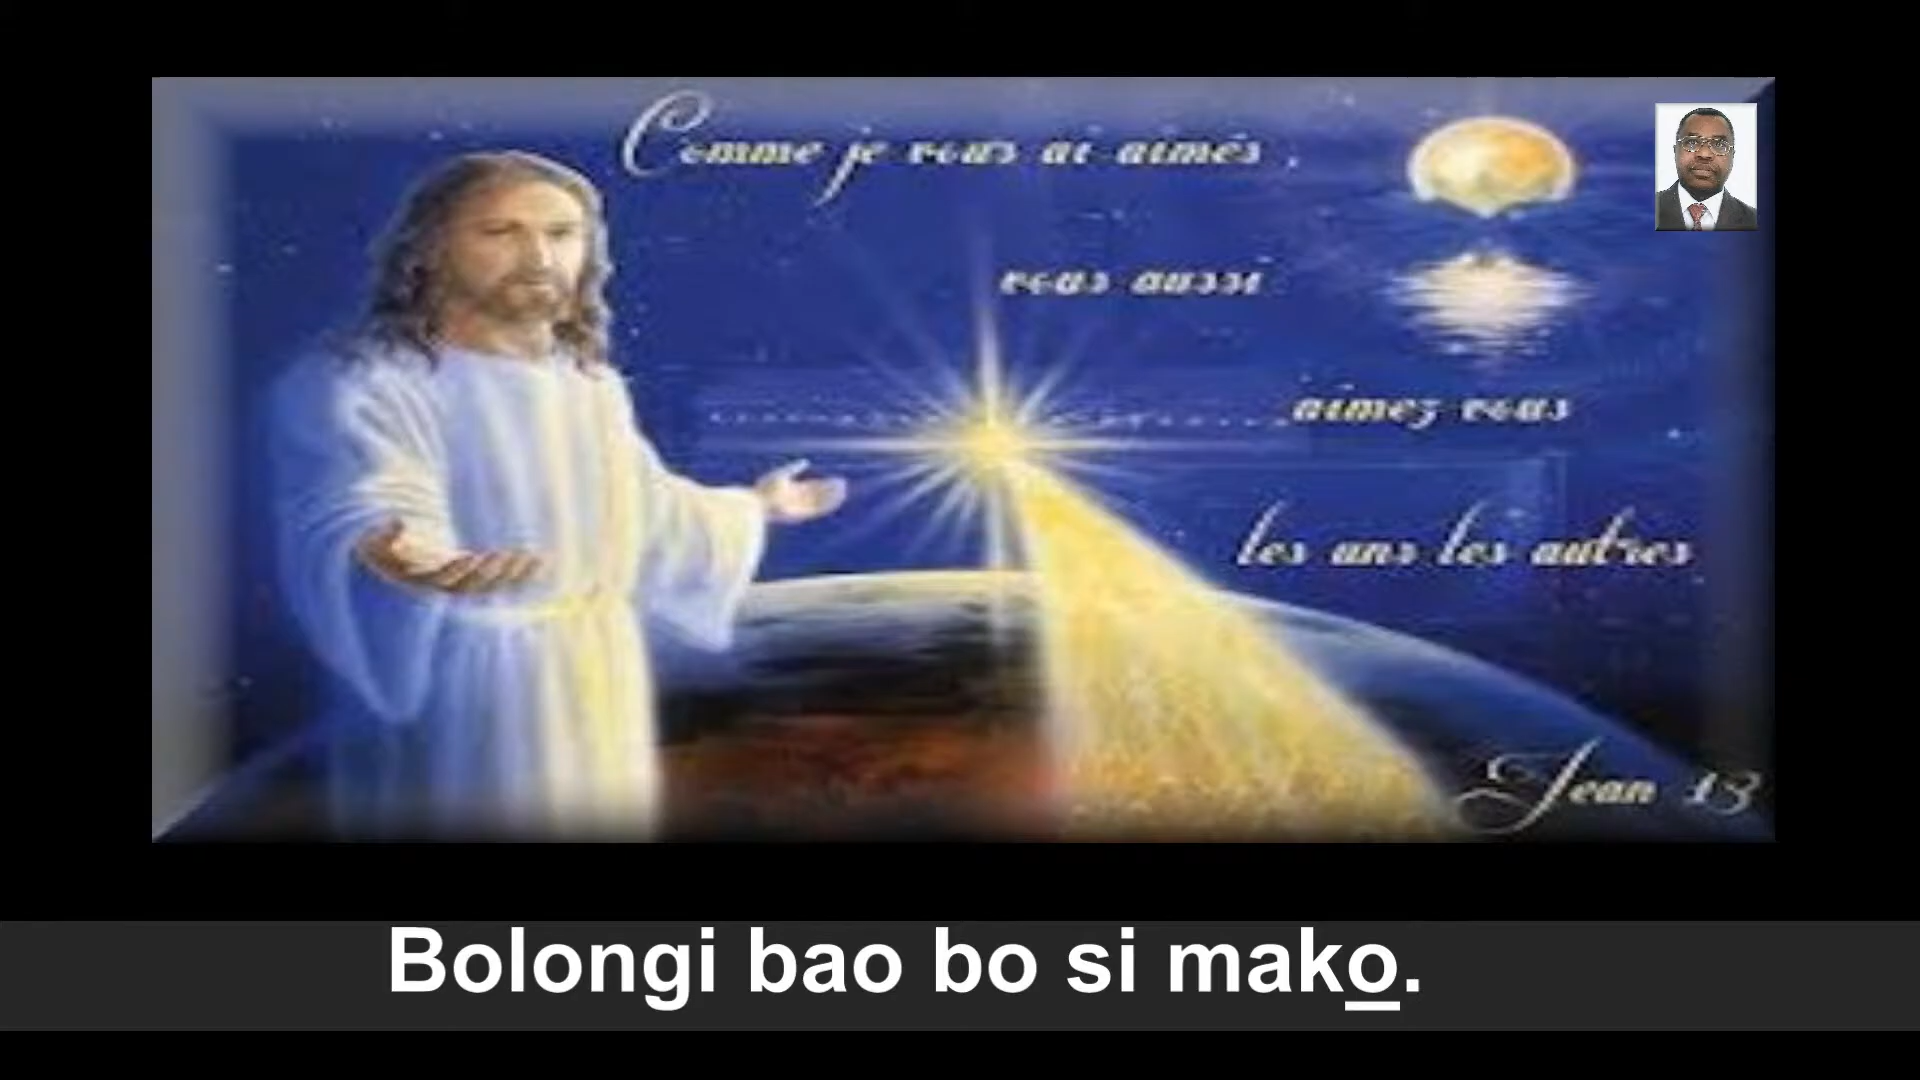 Comme je vous ai aimés,
vous aussi
aimez vous
les uns les autres
Jean 13
Bolongi bao bo si mako̲.